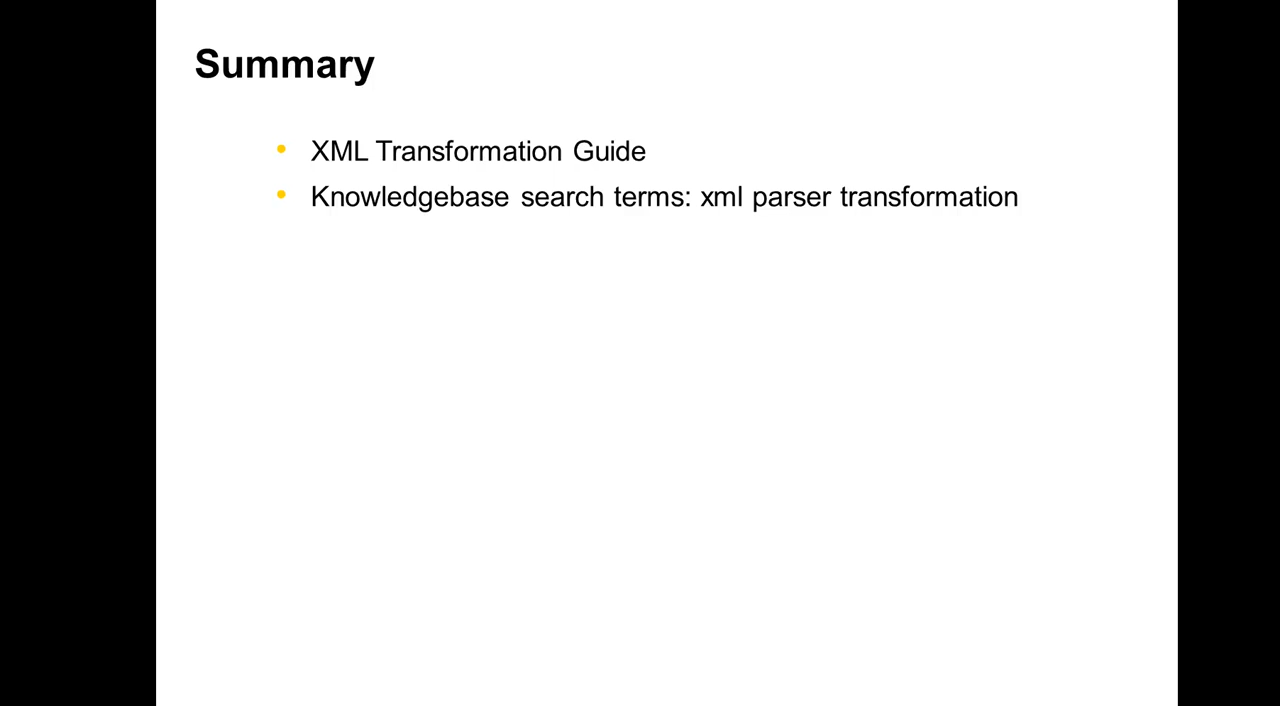 Summary
• XML Transformation Guide
• Knowledgebase search terms: xml parser transformation